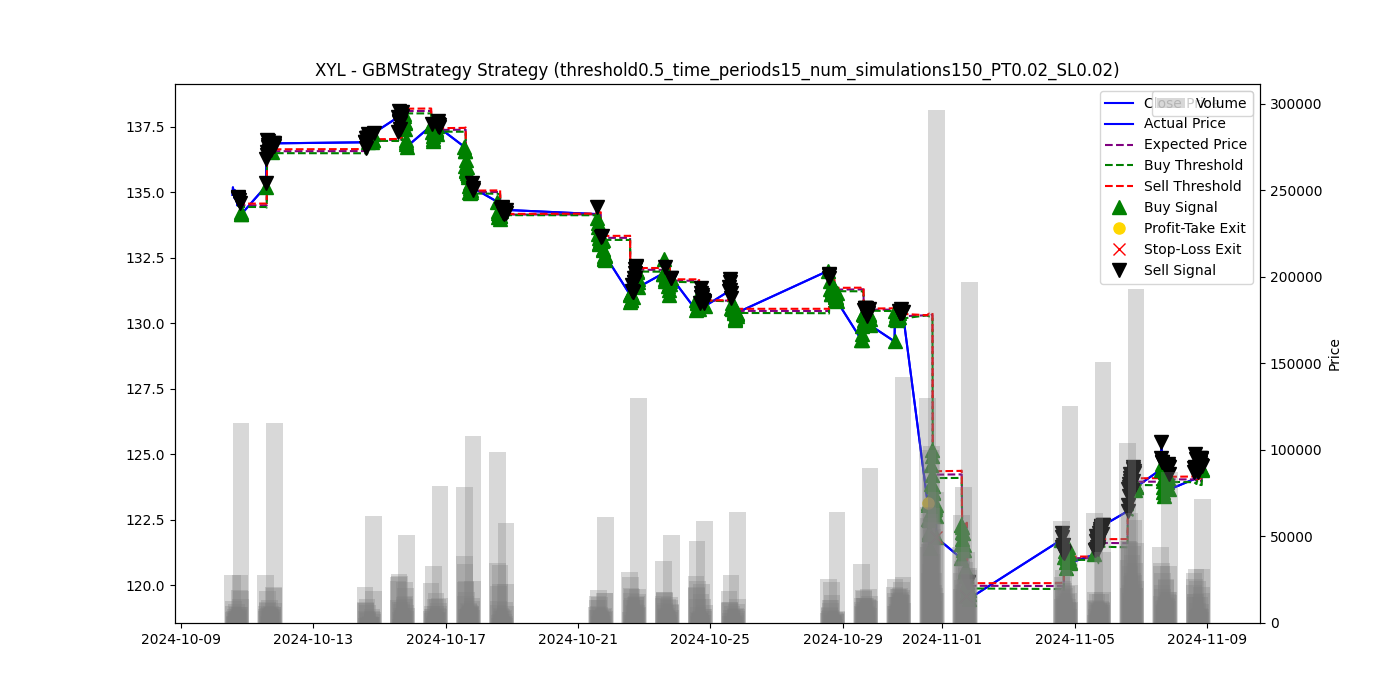 XYL - GBMStrategy Strategy (threshold0.5_time_periods15_num_simulations150_PT0.02_SL0.02)
137.5
135.0
132.5
130.0
127.5
125.0
122.5
120.0
300000
250000
200000
150000
100000
50000
0
Price
Close Price
Volume
Actual Price
Expected Price
Buy Threshold
Sell Threshold
Buy Signal
Profit-Take Exit
Stop-Loss Exit
Sell Signal
2024-10-09
2024-10-13
2024-10-17
2024-10-21
2024-10-25
2024-10-29
2024-11-01
2024-11-05
2024-11-09